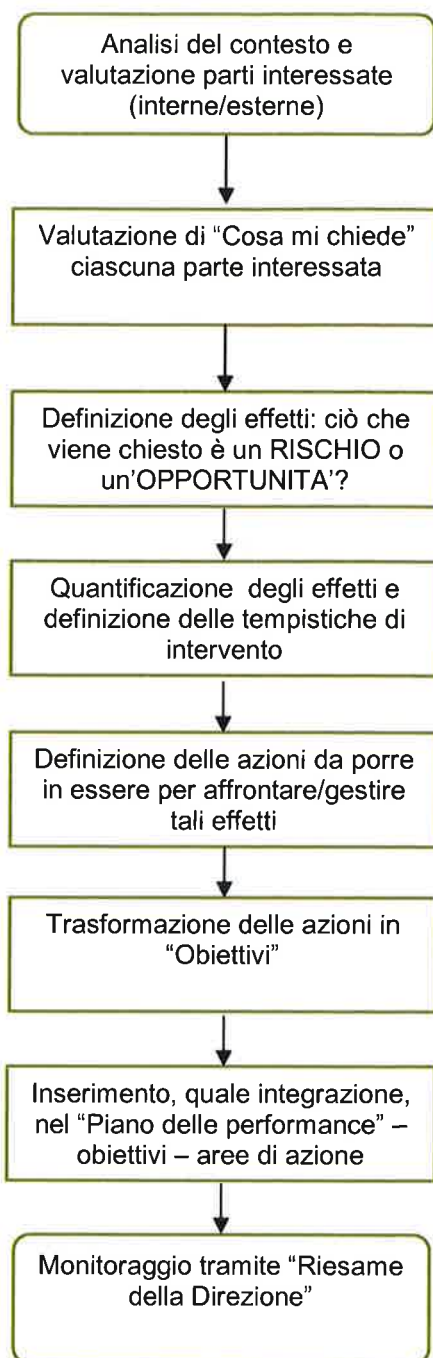 Analisi del contesto e
valutazione parti interessate
(interne/esterne)
Valutazione di “Cosa mi chiede”
ciascuna parte interessata
Definizione degli effetti: ciò che
viene chiesto è un RISCHIO o
un’OPPORTUNITA’?
Quantificazione degli effetti e
definizione delle tempistiche di
intervento
Definizione delle azioni da porre
in essere per affrontare/gestire
tali effetti
Trasformazione delle azioni in
“Obiettivi”
Inserimento, quale integrazione,
nel “Piano delle performance” –
obiettivi – aree di azione
Monitoraggio tramite “Riesame
della Direzione”